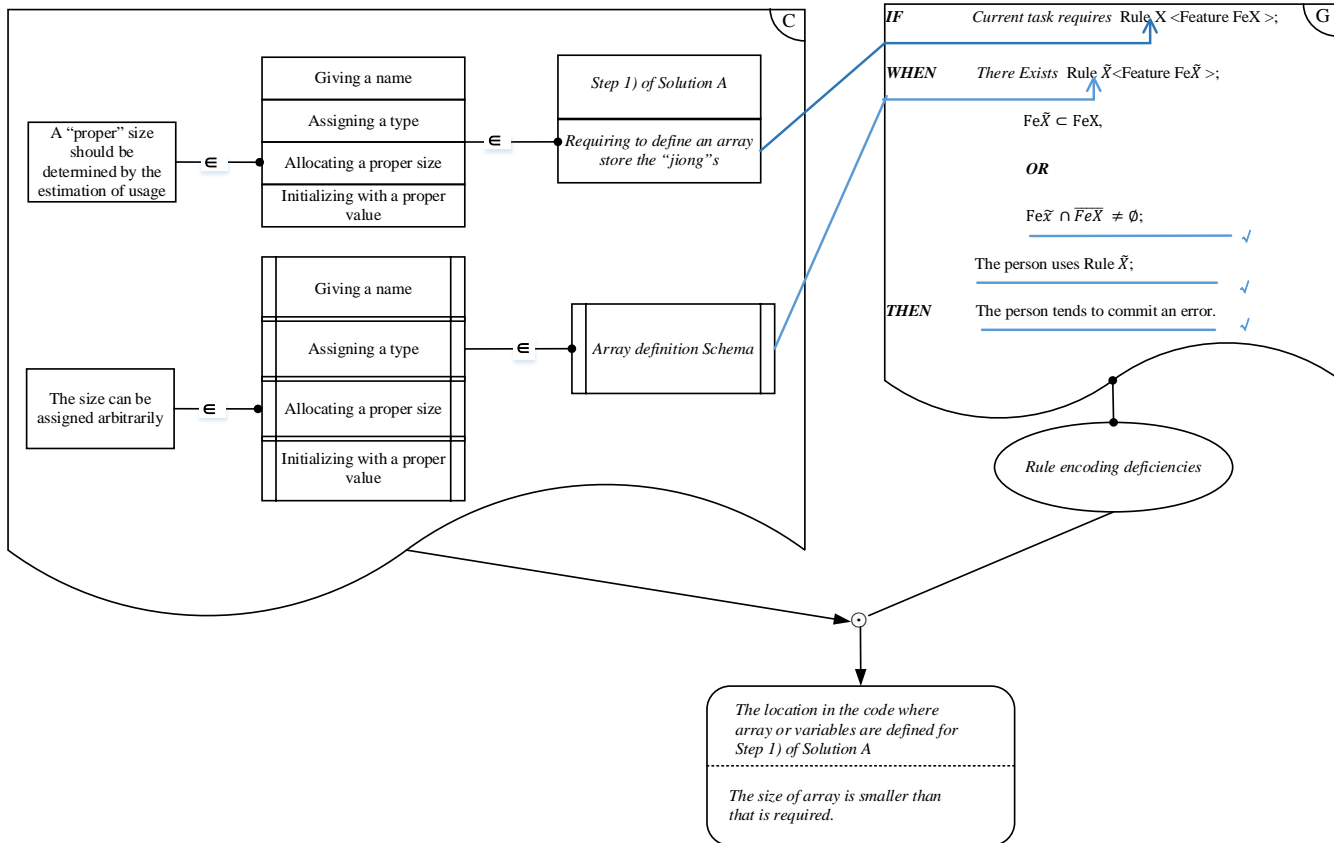 C
Giving a name
Assigning a type
Allocating a proper size
Initializing with a proper
value
A “proper” size
should be
determined by the
estimation of usage
∈
∈
Step 1) of Solution A
Requiring to define an array
store the “jiong”s
Giving a name
Assigning a type
Allocating a proper size
Initializing with a proper
value
The size can be
assigned arbitrarily
∈
∈
Array definition Schema
G
IF Current task requires Rule X <Feature FeX >;
WHEN There Exists Rule X̃<Feature FeX̃ >;
FeX̃ ⊂ FeX,
OR
Fex̃ ∩ F̅e̅X̅ ≠ ∅;
√
The person uses Rule X̃;
√
THEN The person tends to commit an error.
√
Rule encoding deficiencies
⊙
The location in the code where
array or variables are defined for
Step 1) of Solution A
The size of array is smaller than
that is required.